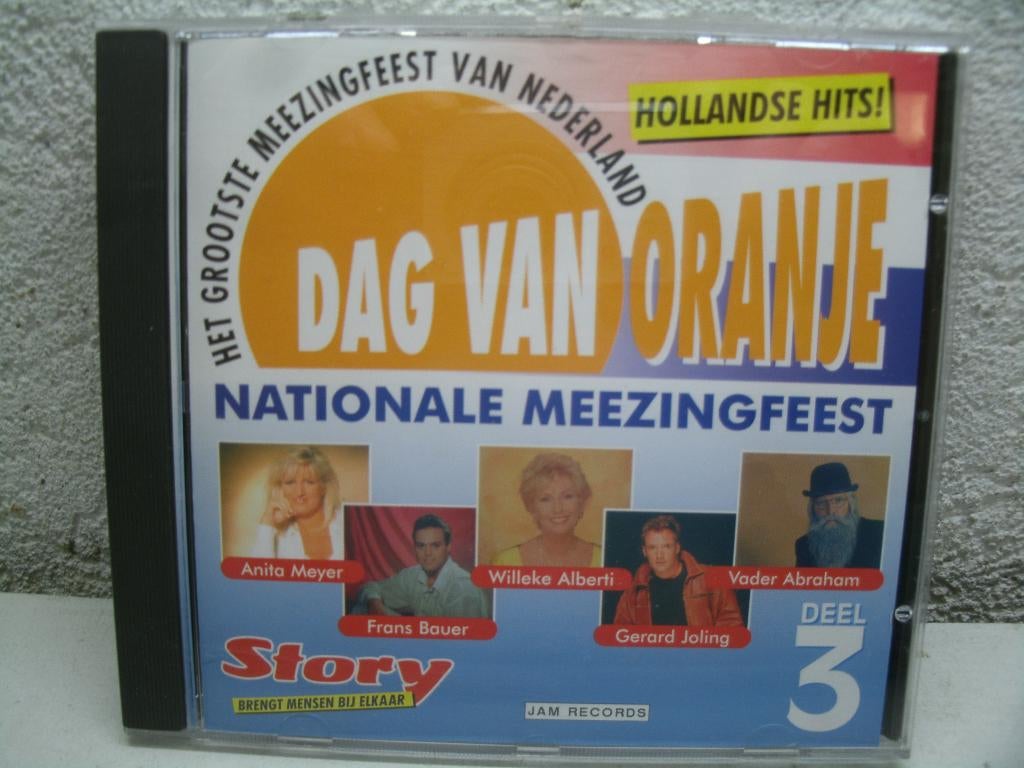 HET GROOTSTE MEEZINGFEEST VAN NEDERLAND
HOLLANDSE HITS!
DAG VAN ORANJE
NATIONALE MEEZINGFEEST
Anita Meyer
Frans Bauer
Willeke Alberti
Gerard Joling
Vader Abraham
DEEL
3
Story
BRENGT MENSEN BIJ ELKAAR
JAM RECORDS